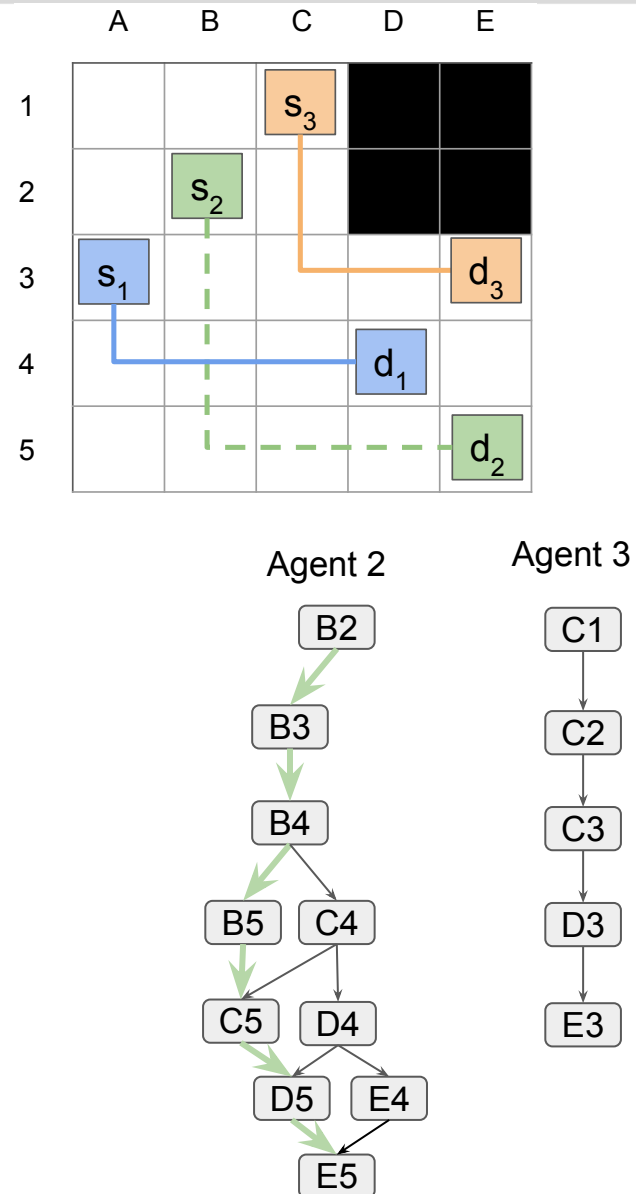 A B C D E
1 s3
2 s2
3 s1 d3
4 d1
5 d2
Agent 2 Agent 3
B2 C1
B3 C2
B4 C3
B5 C4 D3
C5 D4 E3
D5 E4
E5